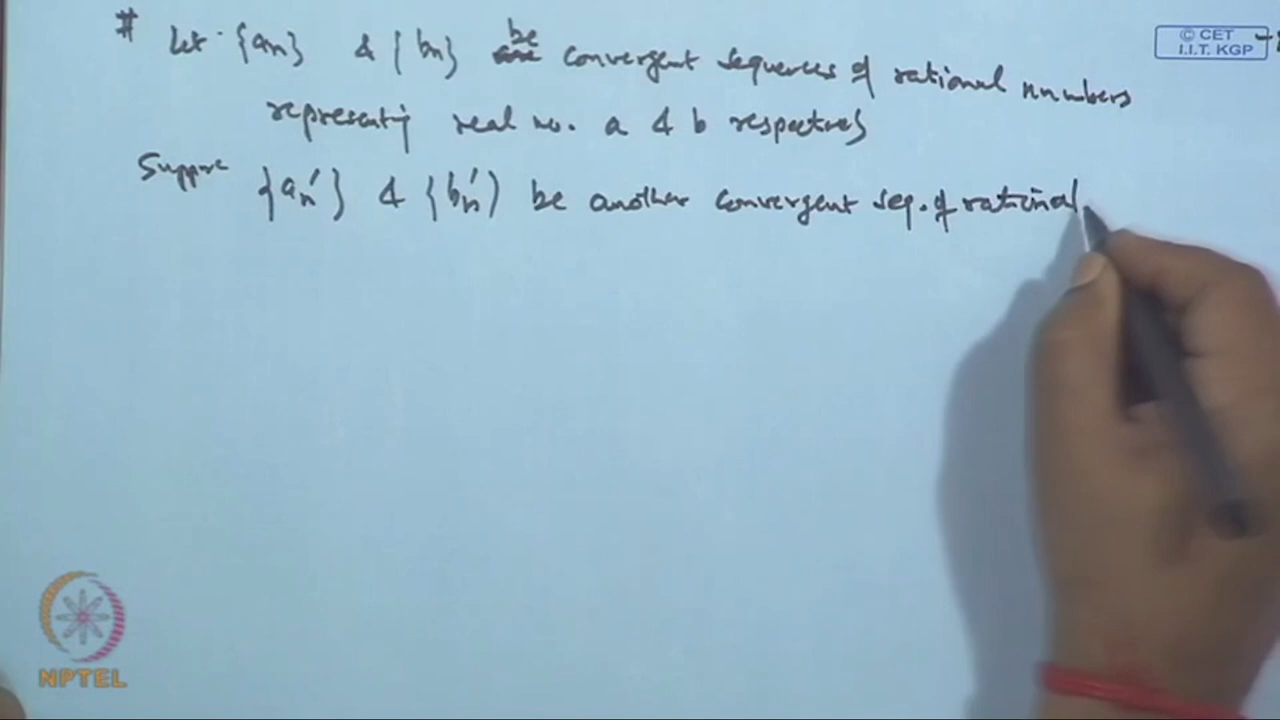 # Let {an} & {bn} be are convergent sequences of rational numbers
representing real no. a & b respectively
Suppose {an'} & {bn') be another convergent seq. of rational
© CET
I.I.T. KGP
NPTEL